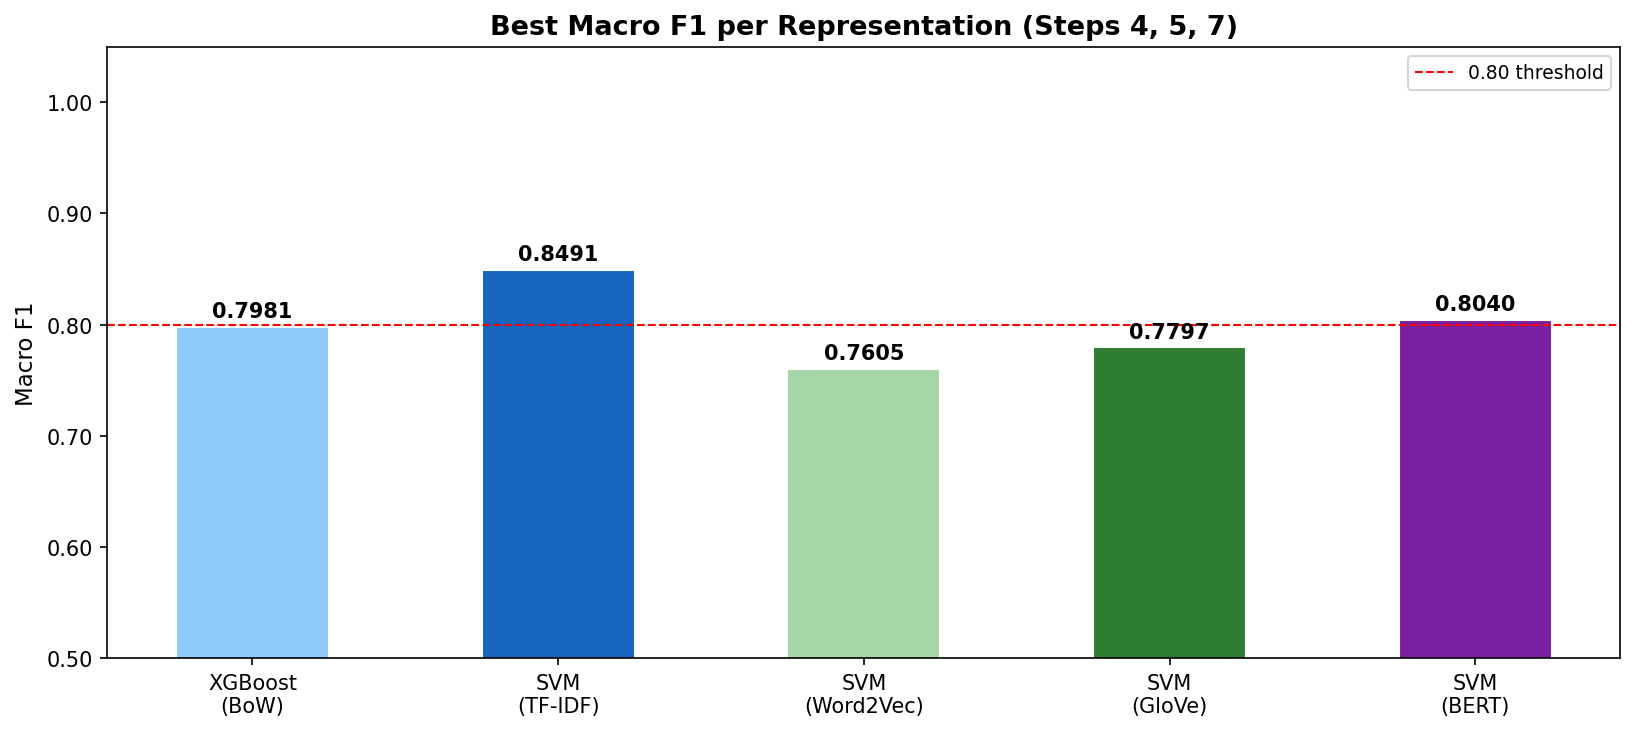 Best Macro F1 per Representation (Steps 4, 5, 7)
0.80 threshold
Macro F1
1.00
0.90
0.80
0.70
0.60
0.50
0.7981
0.8491
0.7605
0.7797
0.8040
XGBoost
(BoW)
SVM
(TF-IDF)
SVM
(Word2Vec)
SVM
(GloVe)
SVM
(BERT)